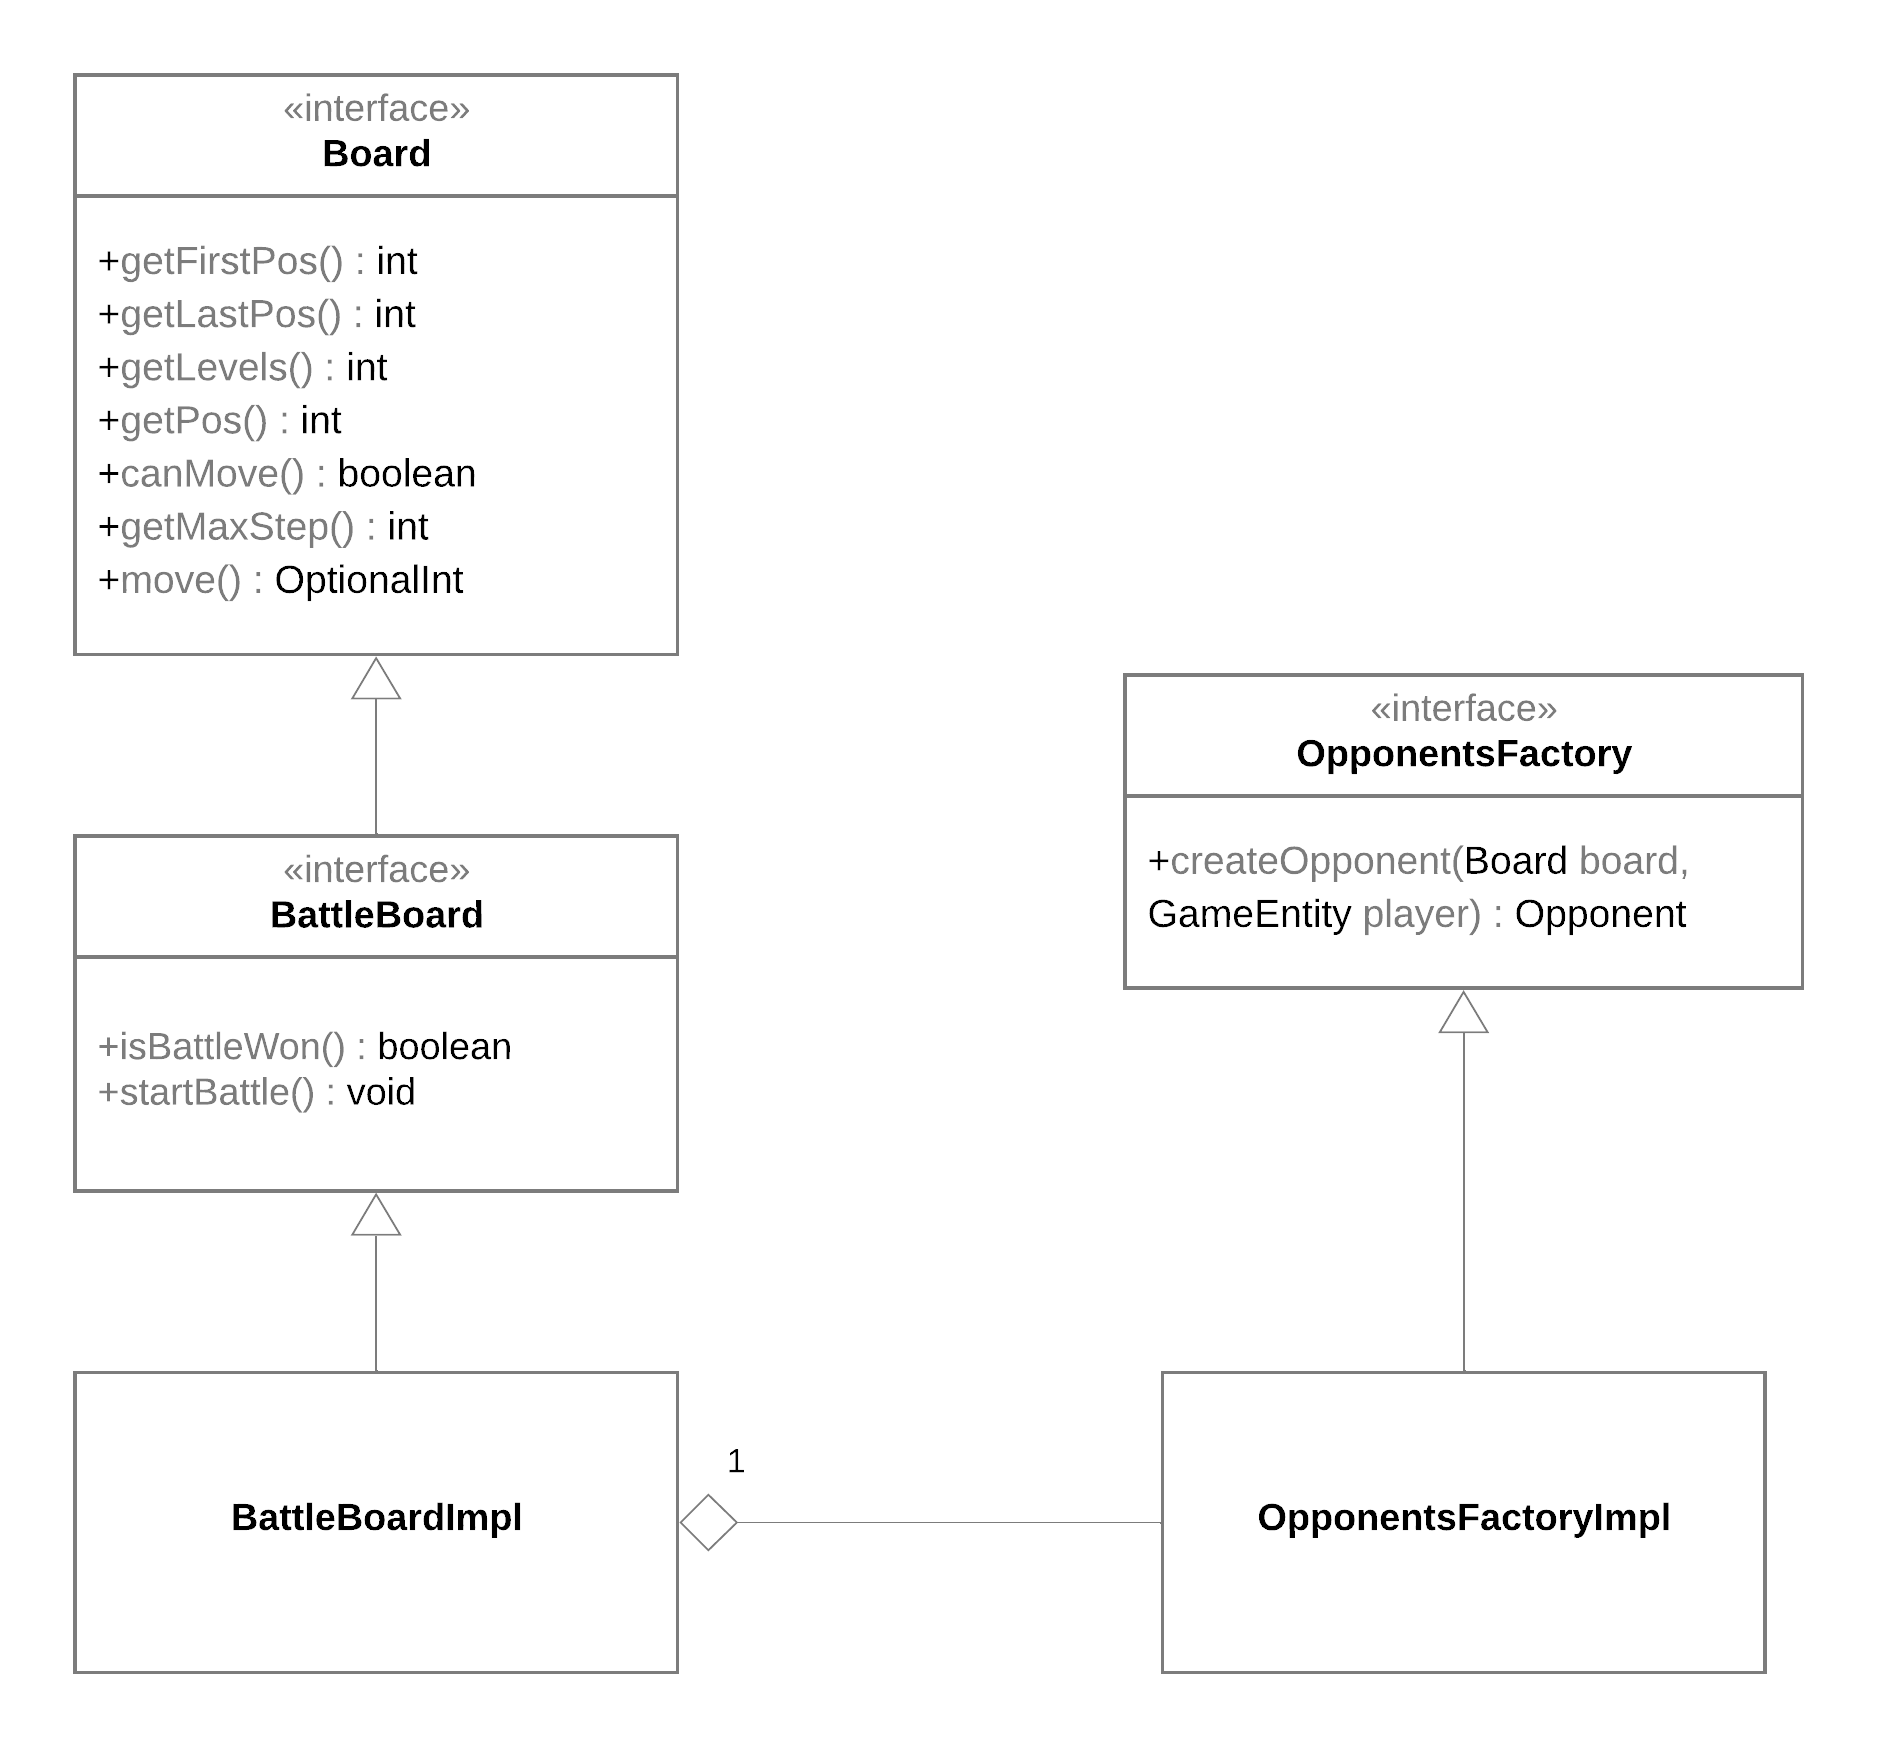 «interface»
Board
+getFirstPos() : int
+getLastPos() : int
+getLevels() : int
+getPos() : int
+canMove() : boolean
+getMaxStep() : int
+move() : OptionalInt
«interface»
BattleBoard
+isBattleWon() : boolean
+startBattle() : void
BattleBoardImpl
1
«interface»
OpponentsFactory
+createOpponent(Board board,
GameEntity player) : Opponent
OpponentsFactoryImpl